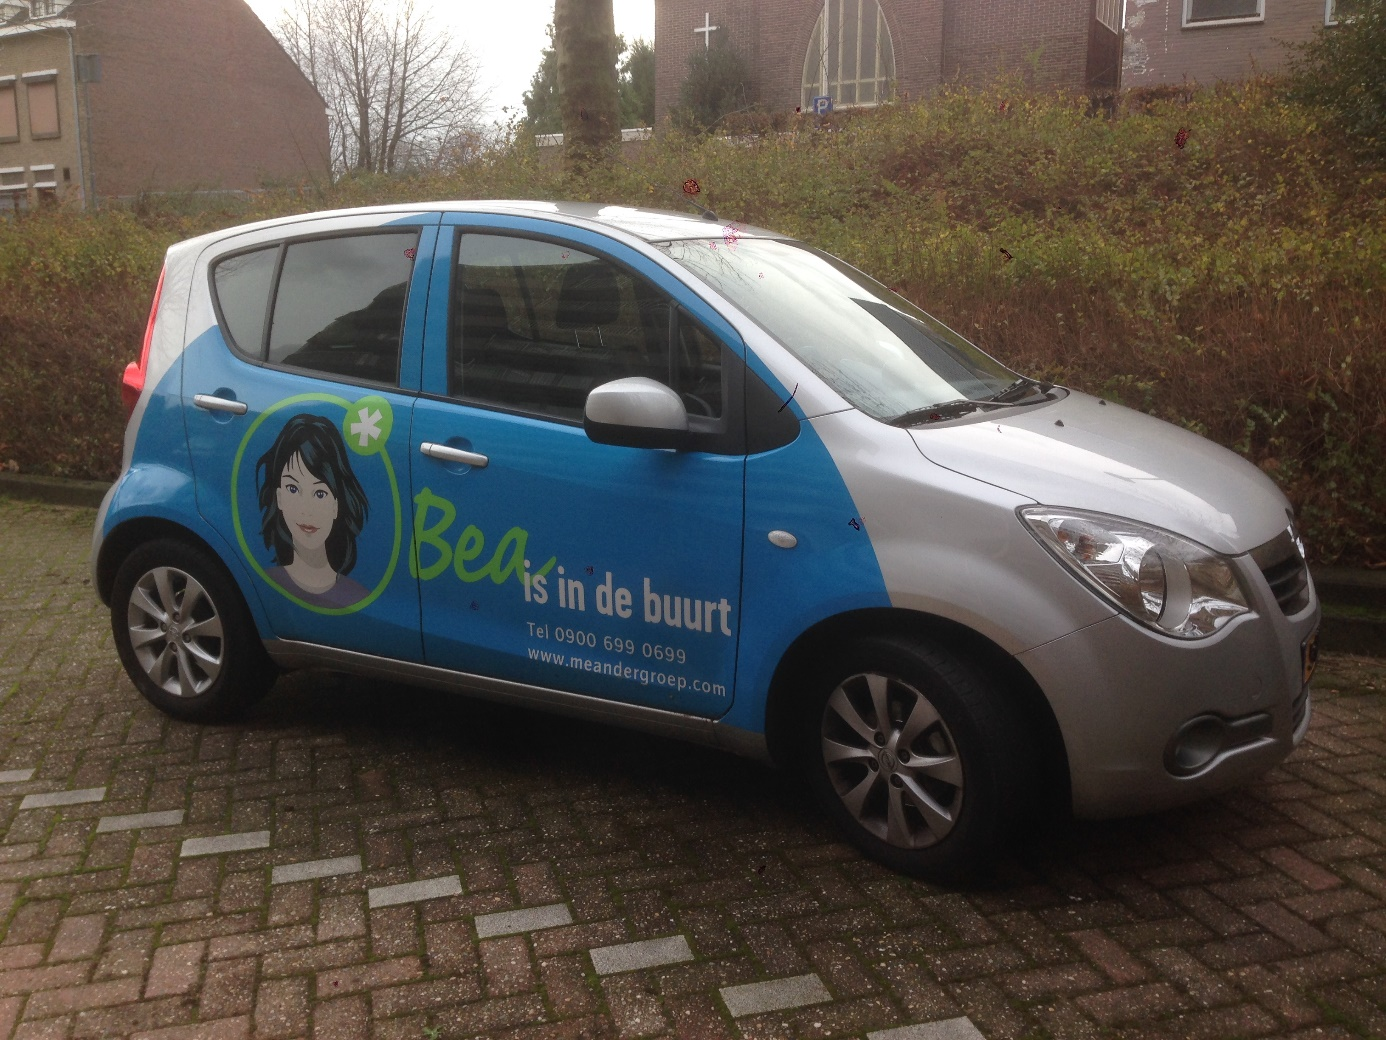 P
Bea
is in de buurt
Tel 0900 699 0699
www.meandergroep.com